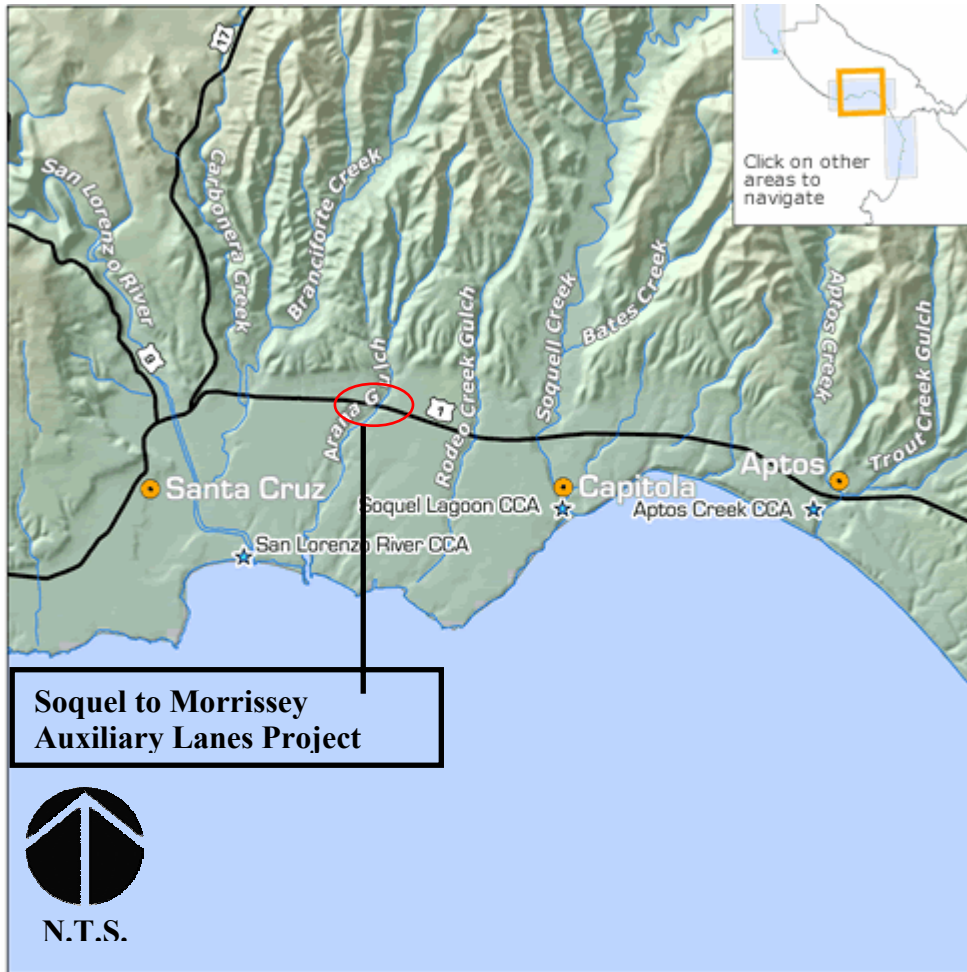 17
San Lorenzo River
Carbonera Creek
Branciforte Creek
Click on other
areas to
navigate
9
Arana Gulch
1
Rodeo Creek Gulch
Soquell Creek
Bates Creek
Aptos Creek
Trout Creek Gulch
Santa Cruz
Capitola
Aptos
Soquel Lagoon CCA
Aptos Creek CCA
San Lorenzo River CCA
Soquel to Morrissey
Auxiliary Lanes Project
N.T.S.